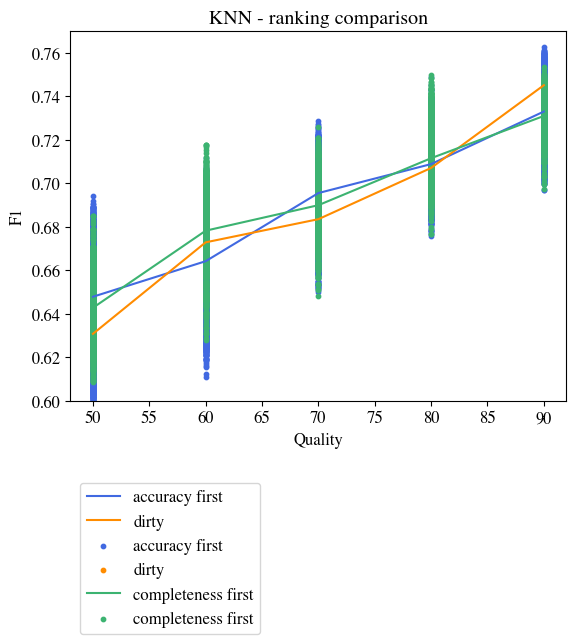 KNN - ranking comparison
0.76
0.74
0.72
0.70
F1
0.68
0.66
0.64
0.62
0.60
50 55 60 65 70 75 80 85 90
Quality
accuracy first
dirty
accuracy first
dirty
completeness first
completeness first